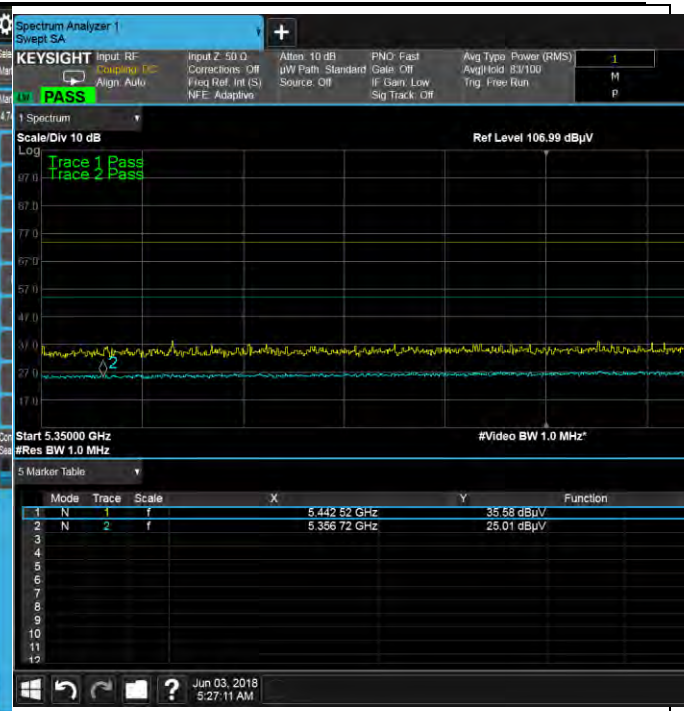 Spectrum Analyzer 1
Swept SA
+
KEYSIGHT Input: RF Input Z: 50 Ω Atten: 10 dB PNO: Fast Avg Type: Power (RMS) 1
Coupling: DC Corrections: Off µW Path: Standard Gate: Off Avg|Hold: 83/100 M
Align: Auto Freq Ref: Int (S) Source: Off IF Gain: Low Trig: Free Run P
NFE: Adaptive Sig Track: Off
PASS
1 Spectrum
Scale/Div 10 dB Ref Level 106.99 dBµV
Log
Trace 1 Pass
Trace 2 Pass
97.0
87.0
77.0
67.0
57.0
47.0
37.0
2
27.0
17.0
Start 5.35000 GHz #Video BW 1.0 MHz*
#Res BW 1.0 MHz
5 Marker Table
Mode Trace Scale X Y Function
1 N 1 f 5.442 52 GHz 35.58 dBµV
2 N 2 f 5.356 72 GHz 25.01 dBµV
3
4
5
6
7
8
9
10
11
12
? Jun 03, 2018
5:27:11 AM